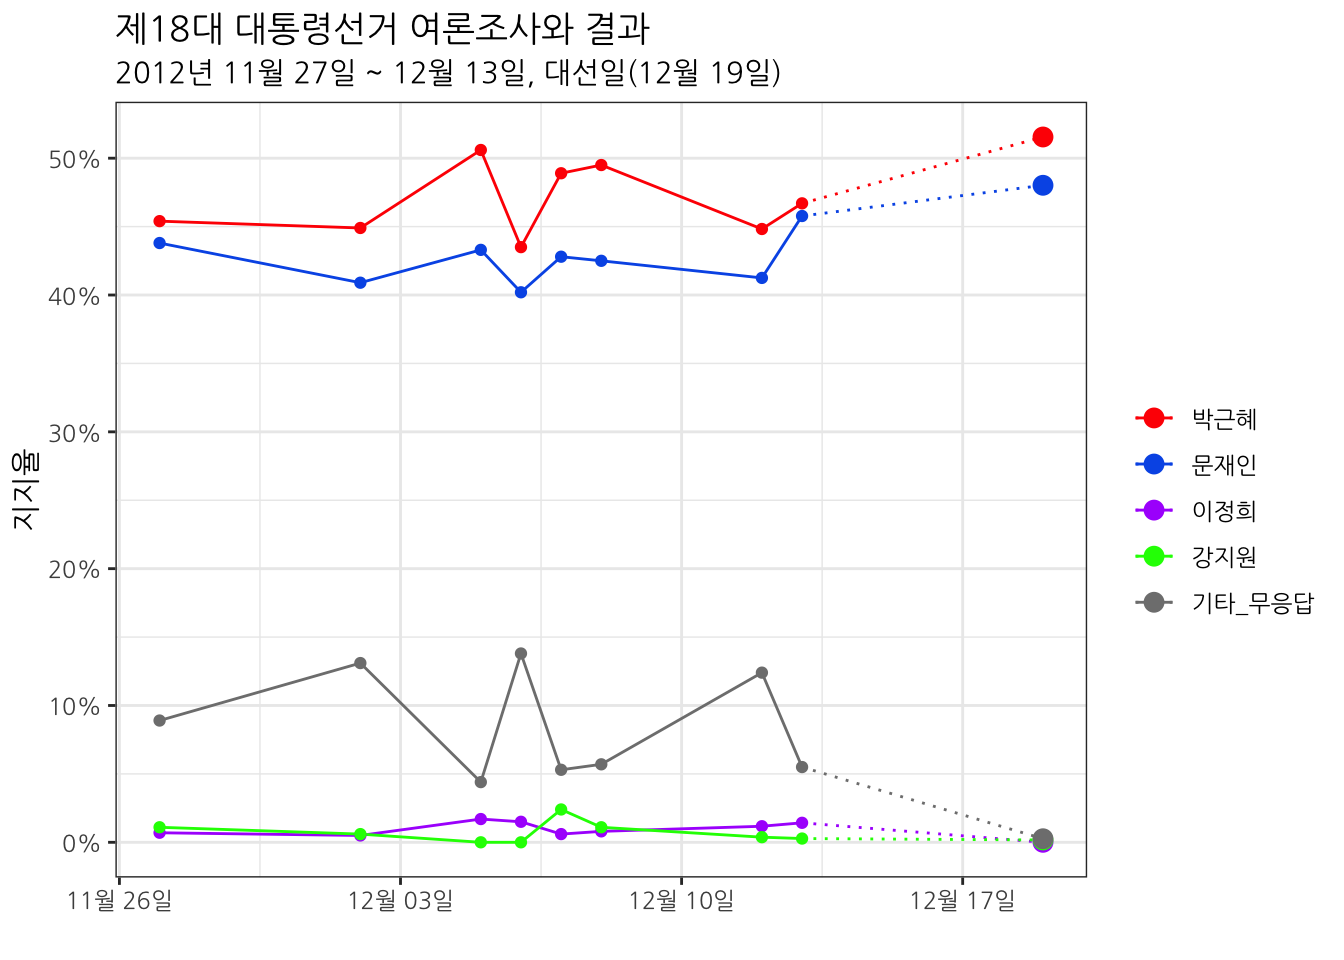 제18대 대통령선거 여론조사와 결과
2012년 11월 27일 ~ 12월 13일, 대선일(12월 19일)
지지율
50%
40%
30%
20%
10%
0%
11월 26일
12월 03일
12월 10일
12월 17일
박근혜
문재인
이정희
강지원
기타_무응답